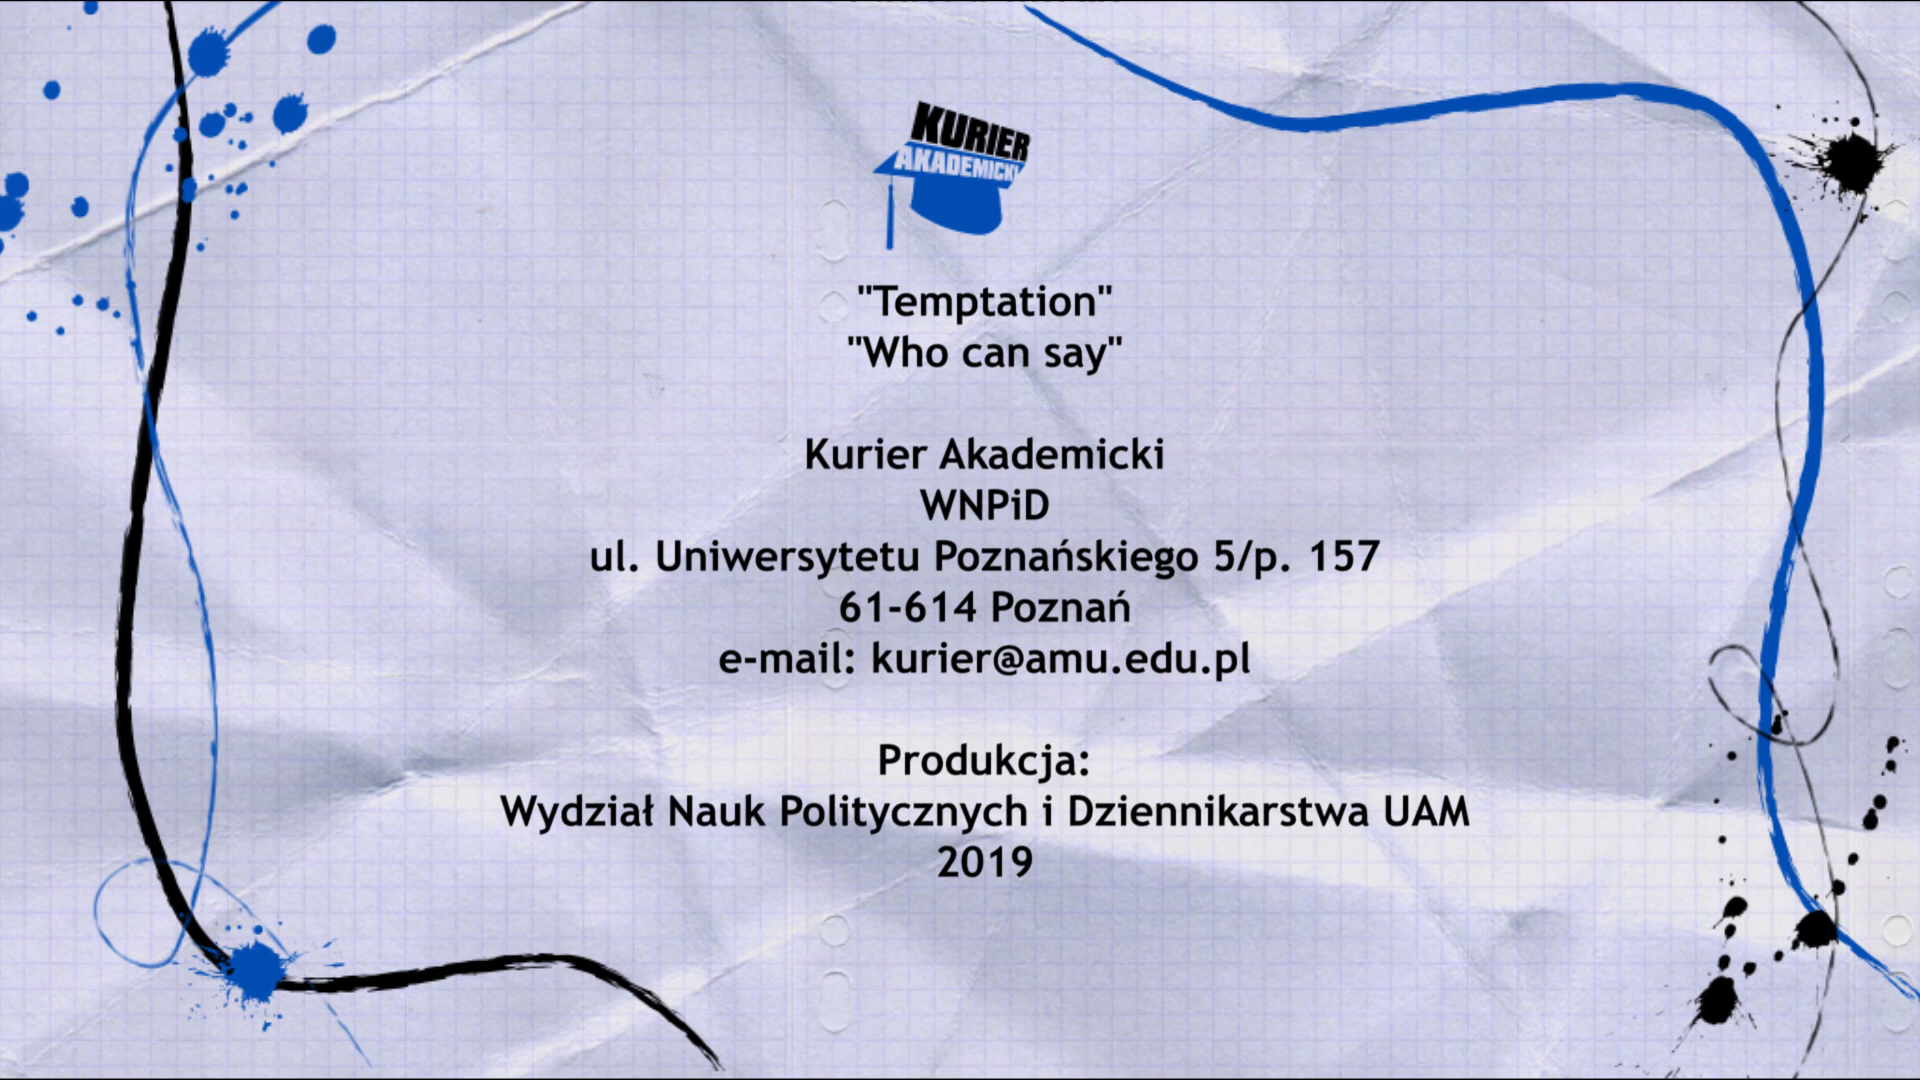 KURIER
AKADEMICKI
"Temptation"
"Who can say"
Kurier Akademicki
WNPiD
ul. Uniwersytetu Poznańskiego 5/p. 157
61-614 Poznań
e-mail: kurier@amu.edu.pl
Produkcja:
Wydział Nauk Politycznych i Dziennikarstwa UAM
2019